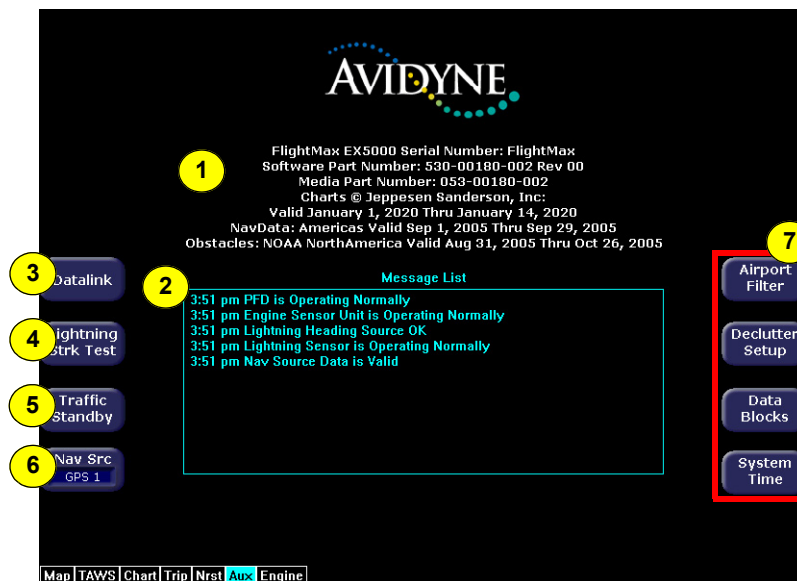 AVIDYNE
FlightMax EX5000 Serial Number: FlightMax
Software Part Number: 530-00180-002 Rev 00
Media Part Number: 053-00180-002
Charts © Jeppesen Sanderson, Inc:
Valid January 1, 2020 Thru January 14, 2020
NavData: Americas Valid Sep 1, 2005 Thru Sep 29, 2005
Obstacles: NOAA NorthAmerica Valid Aug 31, 2005 Thru Oct 26, 2005
1
2
Message List
3:51 pm PFD is Operating Normally
3:51 pm Engine Sensor Unit is Operating Normally
3:51 pm Lightning Heading Source OK
3:51 pm Lightning Sensor is Operating Normally
3:51 pm Nav Source Data is Valid
3
Datalink
4
Lightning
Strk Test
5
Traffic
Standby
6
Nav Src
GPS 1
7
Airport
Filter
Declutter
Setup
Data
Blocks
System
Time
Map TAWS Chart Trip Nrst Aux Engine